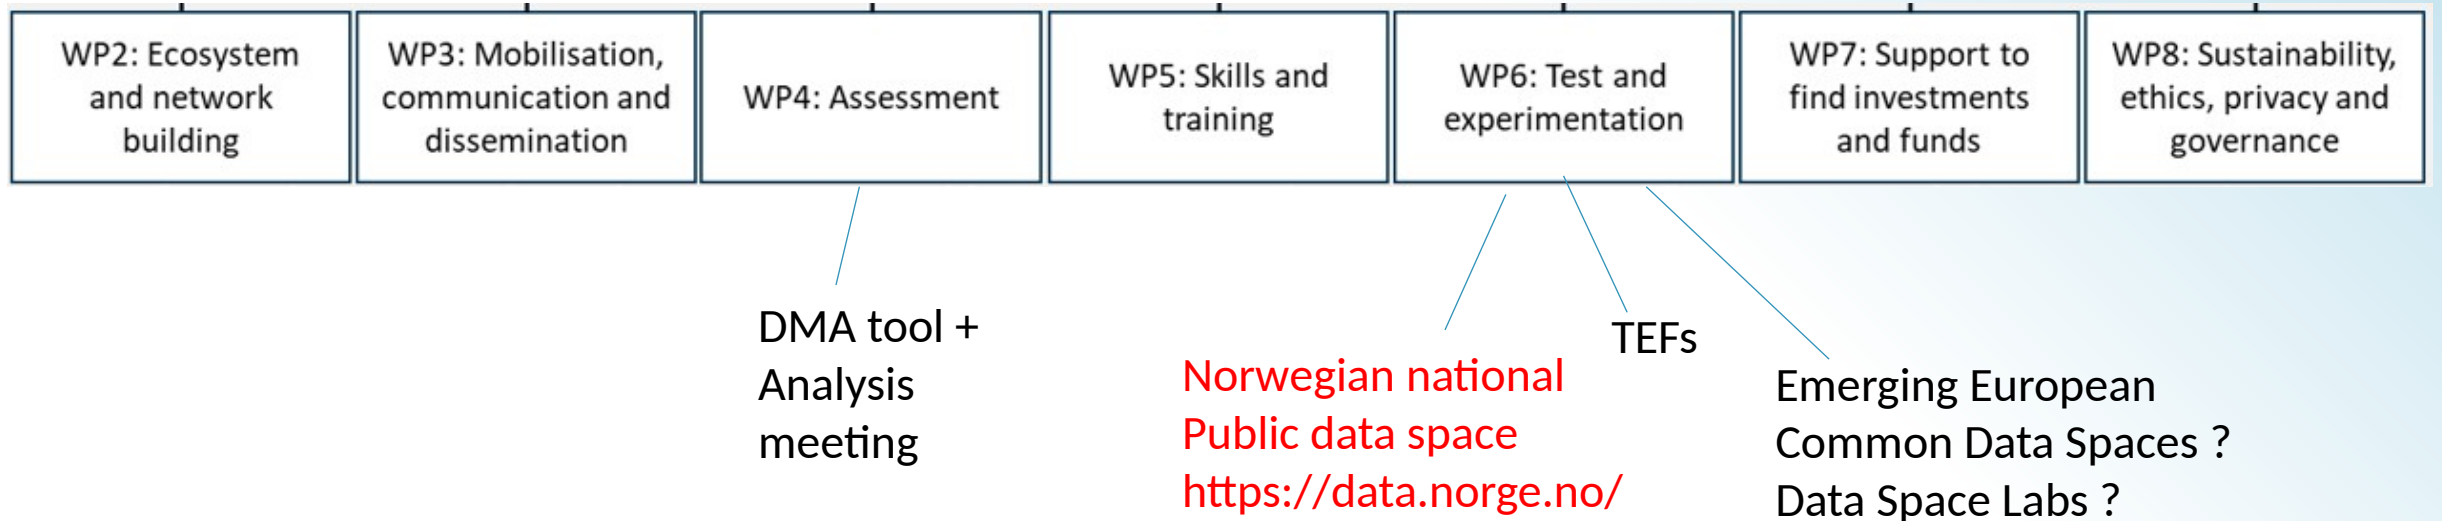 WP2: Ecosystem
and network
building
WP3: Mobilisation,
communication and
dissemination
WP4: Assessment
WP5: Skills and
training
WP6: Test and
experimentation
WP7: Support to
find investments
and funds
WP8: Sustainability,
ethics, privacy and
governance
DMA tool +
Analysis
meeting
Norwegian national
Public data space
https://data.norge.no/
TEFs
Emerging European
Common Data Spaces ?
Data Space Labs ?